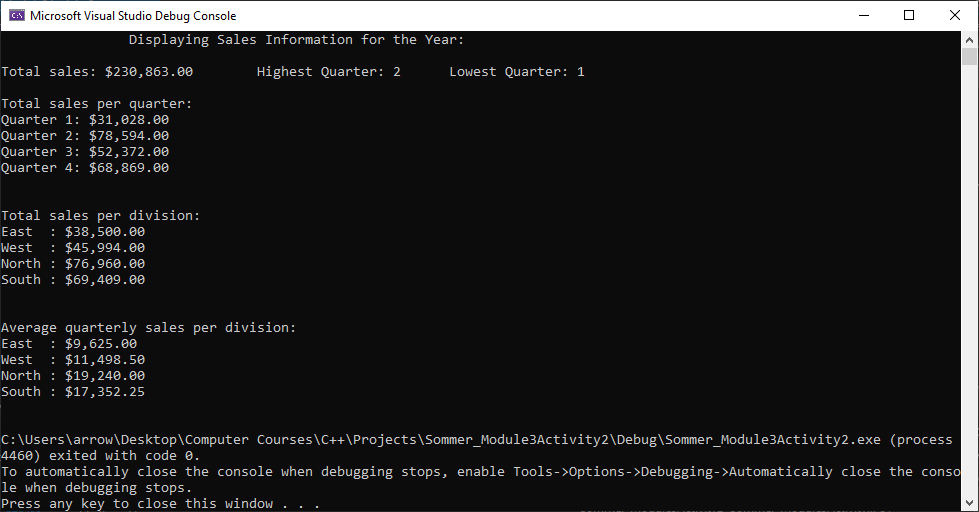 Microsoft Visual Studio Debug Console
Displaying Sales Information for the Year:
Total sales: $230,863.00        Highest Quarter: 2      Lowest Quarter: 1
Total sales per quarter:
Quarter 1: $31,028.00
Quarter 2: $78,594.00
Quarter 3: $52,372.00
Quarter 4: $68,869.00
Total sales per division:
East  : $38,500.00
West  : $45,994.00
North : $76,960.00
South : $69,409.00
Average quarterly sales per division:
East  : $9,625.00
West  : $11,498.50
North : $19,240.00
South : $17,352.25
C:\Users\arrow\Desktop\Computer Courses\C++\Projects\Sommer_Module3Activity2\Debug\Sommer_Module3Activity2.exe (process
4460) exited with code 0.
To automatically close the console when debugging stops, enable Tools->Options->Debugging->Automatically close the conso
le when debugging stops.
Press any key to close this window . . .